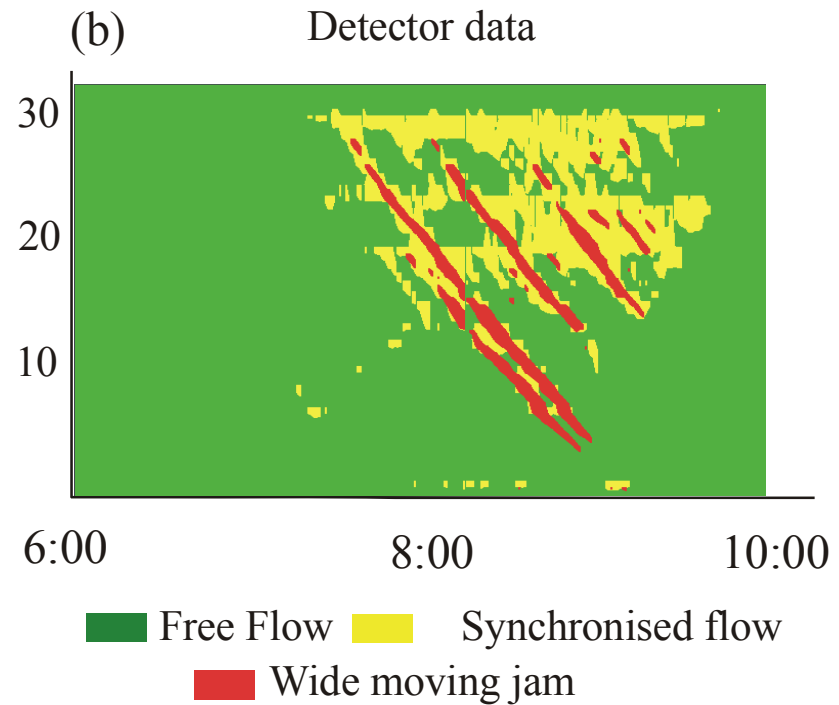 (b) Detector data
30
20
10
6:00 8:00 10:00
Free Flow Synchronised flow
Wide moving jam